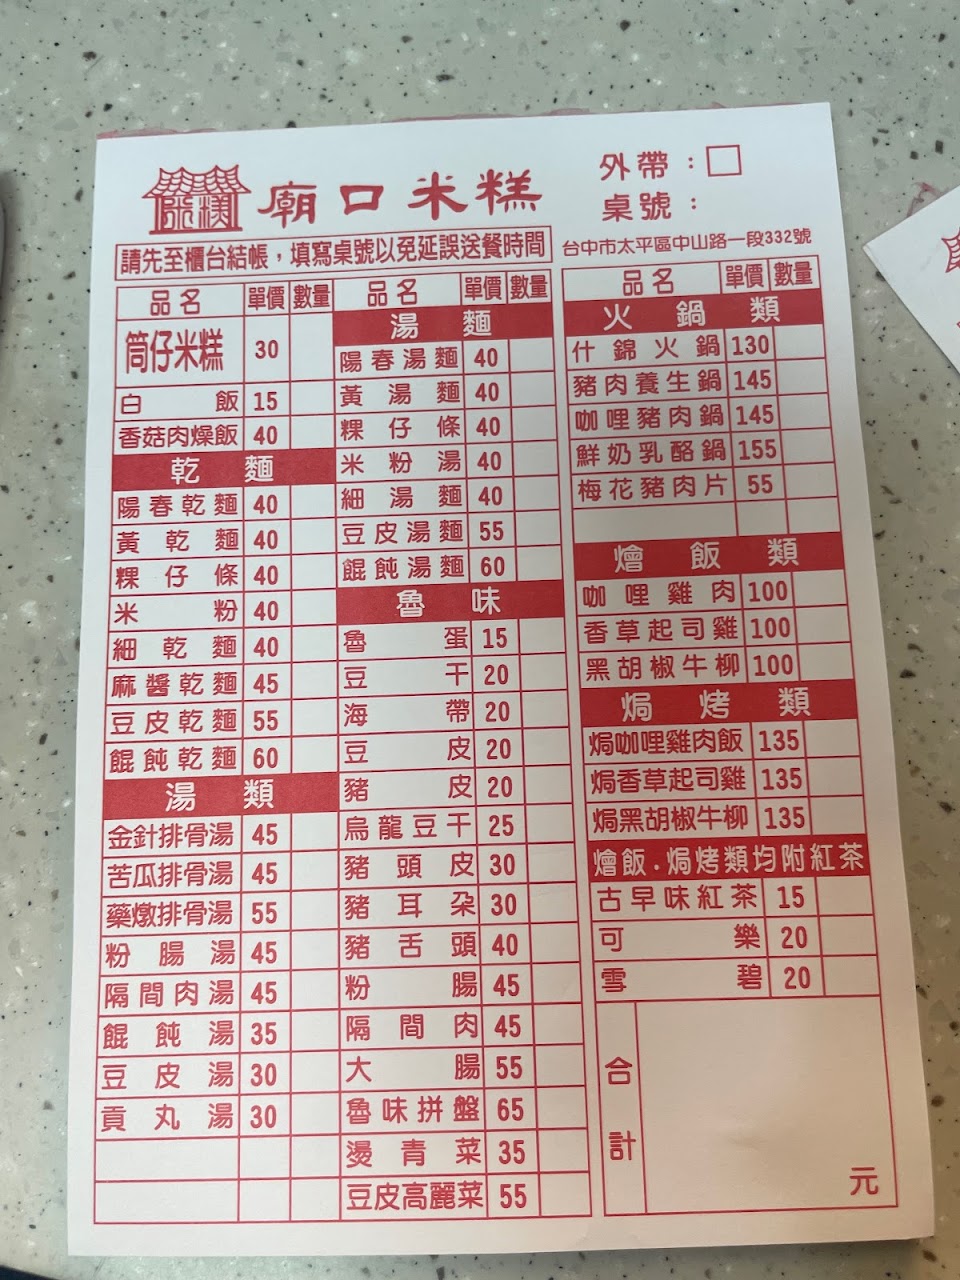 廟口米糕
外帶：□
桌號：
請先至櫃台結帳，填寫桌號以免延誤送餐時間
台中市太平區中山路一段332號
品名 單價 數量
筒仔米糕 30
白飯 15
香菇肉燥飯 40
乾麵
陽春乾麵 40
黃乾麵 40
粿仔條 40
米粉 40
細乾麵 40
麻醬乾麵 45
豆皮乾麵 55
餛飩乾麵 60
湯類
金針排骨湯 45
苦瓜排骨湯 45
藥燉排骨湯 55
粉腸湯 45
隔間肉湯 45
餛飩湯 35
豆皮湯 30
貢丸湯 30
品名 單價 數量
湯麵
陽春湯麵 40
黃湯麵 40
粿仔條 40
米粉湯 40
細湯麵 40
豆皮湯麵 55
餛飩湯麵 60
魯味
魯蛋 15
豆干 20
海帶 20
豆皮 20
豬皮 20
烏龍豆干 25
豬頭皮 30
豬耳朶 30
豬舌頭 40
粉腸 45
隔間肉 45
大腸 55
魯味拼盤 65
燙青菜 35
豆皮高麗菜 55
品名 單價 數量
火鍋類
什錦火鍋 130
豬肉養生鍋 145
咖哩豬肉鍋 145
鮮奶乳酪鍋 155
梅花豬肉片 55
燴飯類
咖哩雞肉 100
香草起司雞 100
黑胡椒牛柳 100
焗烤類
焗咖哩雞肉飯 135
焗香草起司雞 135
焗黑胡椒牛柳 135
燴飯．焗烤類均附紅茶
古早味紅茶 15
可樂 20
雪碧 20
合計
元